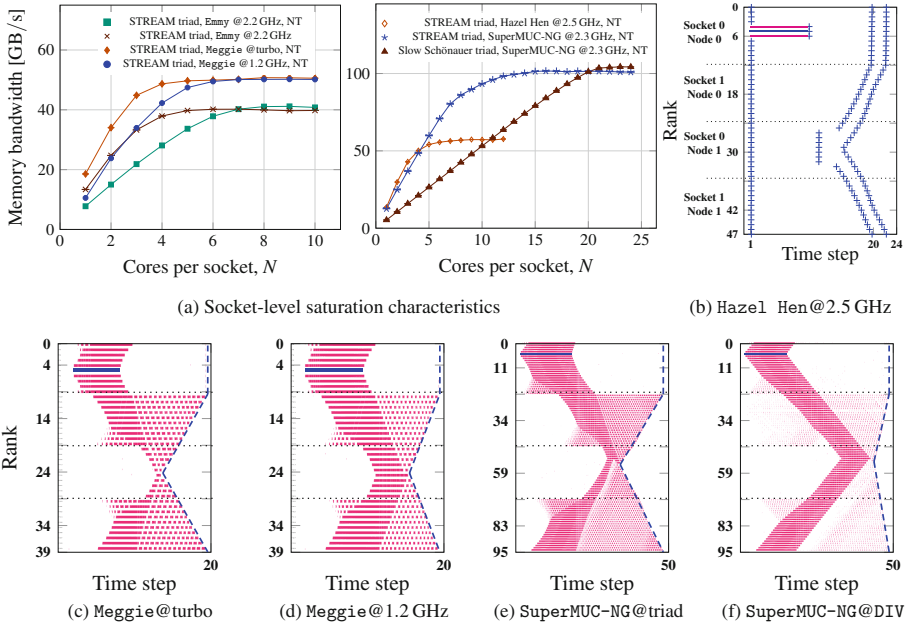 Memory bandwidth [GB/s]
60
40
20
0
0 2 4 6 8 10
Cores per socket, N
STREAM triad, Emmy @2.2 GHz, NT
STREAM triad, Emmy @2.2 GHz
STREAM triad, Meggie @turbo, NT
STREAM triad, Meggie @1.2 GHz, NT
100
50
0
0 5 10 15 20 25
Cores per socket, N
STREAM triad, Hazel Hen @2.5 GHz, NT
STREAM triad, SuperMUC-NG @2.3 GHz, NT
Slow Schönauer triad, SuperMUC-NG @2.3 GHz, NT
(a) Socket-level saturation characteristics
Rank
0
6
18
30
42
47
Socket 0
Node 0
Socket 1
Node 0
Socket 0
Node 1
Socket 1
Node 1
1 20 24
Time step
(b) Hazel Hen@2.5 GHz
Rank
0
4
14
24
34
39
20
Time step
(c) Meggie@turbo
0
4
14
24
34
39
20
Time step
(d) Meggie@1.2 GHz
0
11
34
59
83
95
50
Time step
(e) SuperMUC-NG@triad
0
11
34
59
83
95
50
Time step
(f) SuperMUC-NG@DIV